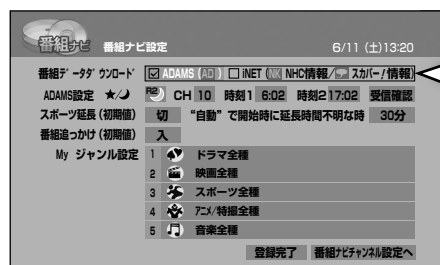 番組ナビ 番組ナビ設定 6/11 (土)13:20
番組データダウンロード ☑ ADAMS (AD) □ iNET (NK NHC情報/スカパー!情報)
ADAMS設定 ★/ CH 10 時刻1 6:02 時刻2 17:02 受信確認
スポーツ延長(初期値) 切 “自動”で開始時に延長時間不明な時 30分
番組追っかけ(初期値) 入
My ジャンル設定 1 ドラマ全種
2 映画全種
3 スポーツ全種
4 アニメ/特撮全種
5 音楽全種
登録完了 番組ナビチャンネル設定へ